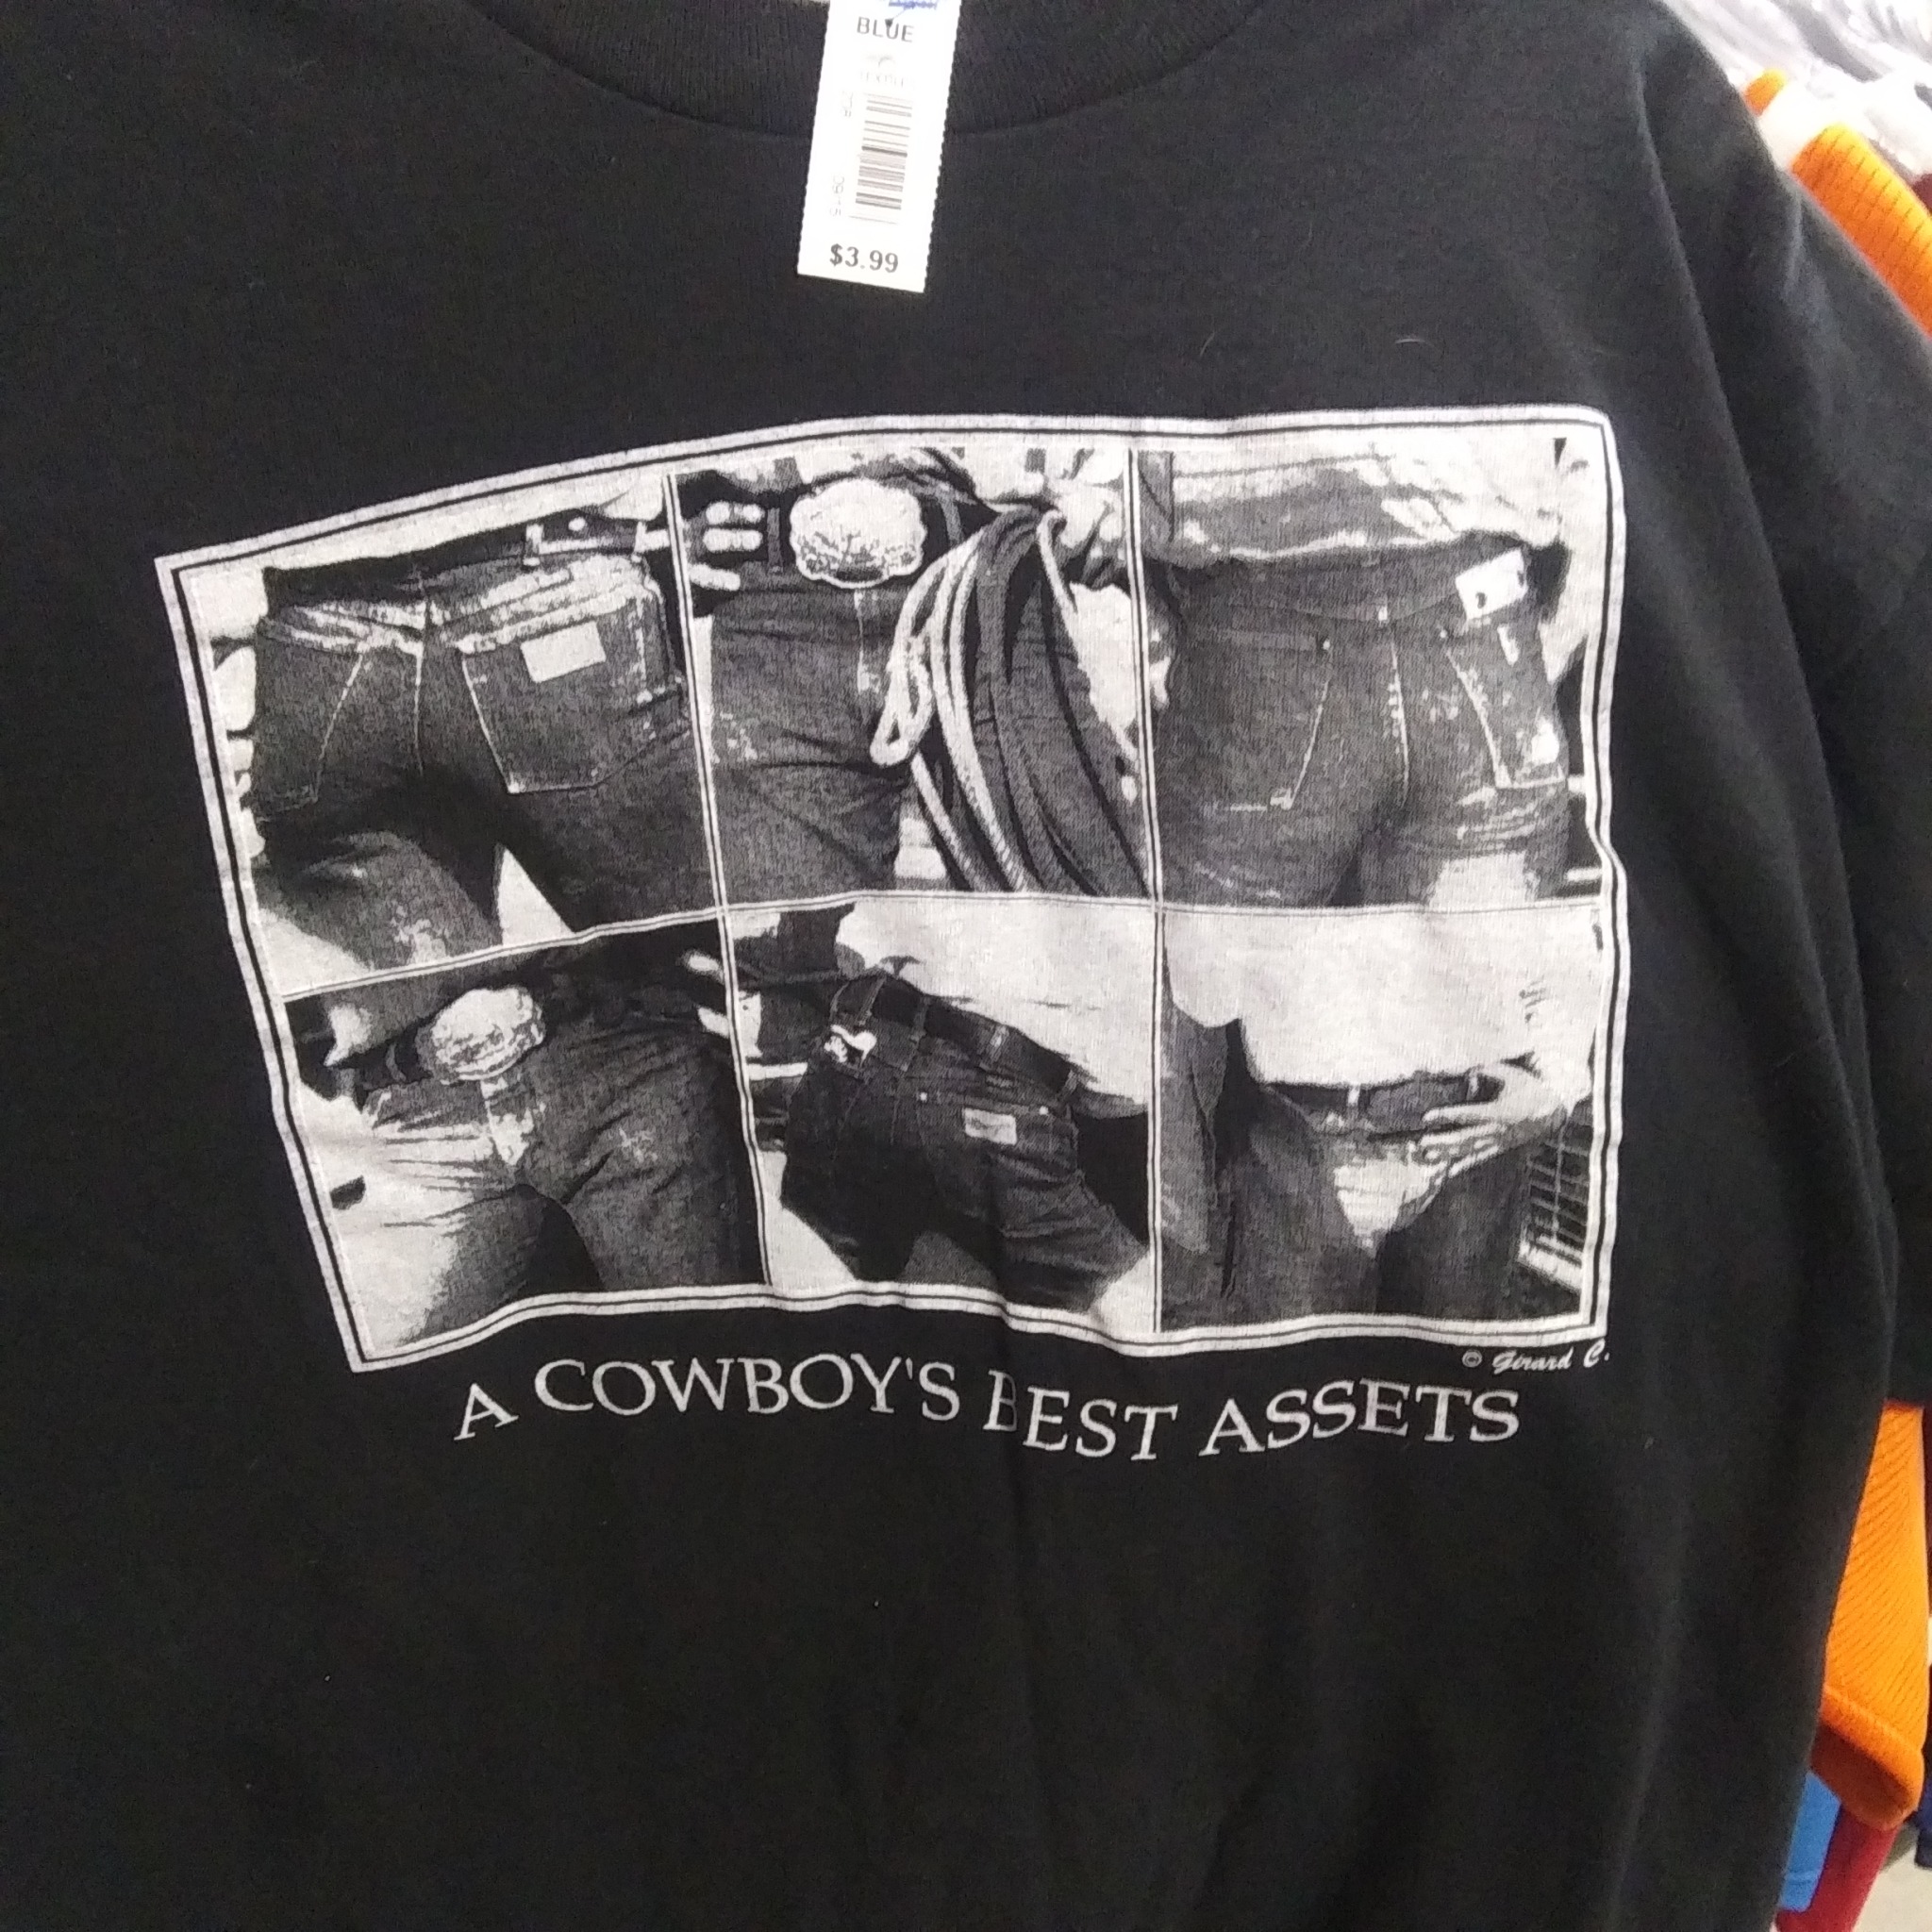 BLUE
$3.99
© Girard C.
A COWBOY'S BEST ASSETS